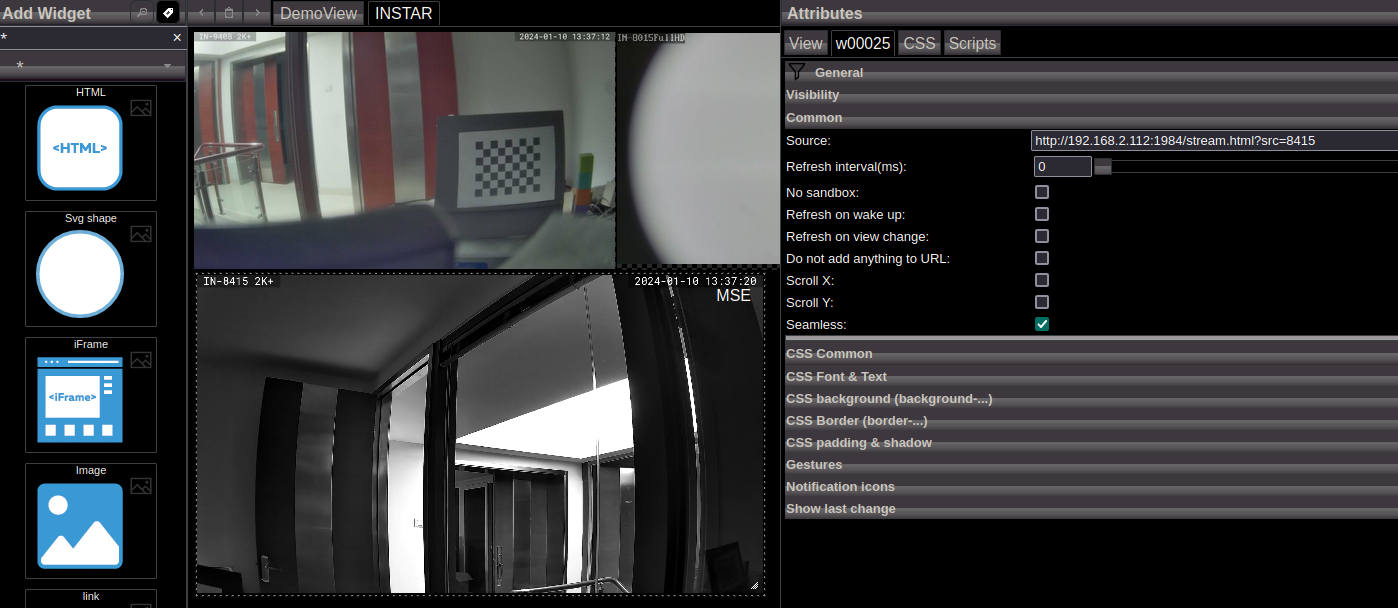 Add Widget
*
×
*
HTML
<HTML>
Svg shape
iFrame
<iFrame>
Image
link
DemoView
INSTAR
IN-9408 2K+
2024-01-10 13:37:12
IN-8015FullHD
IN-8415 2K+
2024-01-10 13:37:20
MSE
Attributes
View
w00025
CSS
Scripts
General
Visibility
Common
Source:
http://192.168.2.112:1984/stream.html?src=8415
Refresh interval(ms):
0
No sandbox:
Refresh on wake up:
Refresh on view change:
Do not add anything to URL:
Scroll X:
Scroll Y:
Seamless:
CSS Common
CSS Font & Text
CSS background (background-...)
CSS Border (border-...)
CSS padding & shadow
Gestures
Notification icons
Show last change